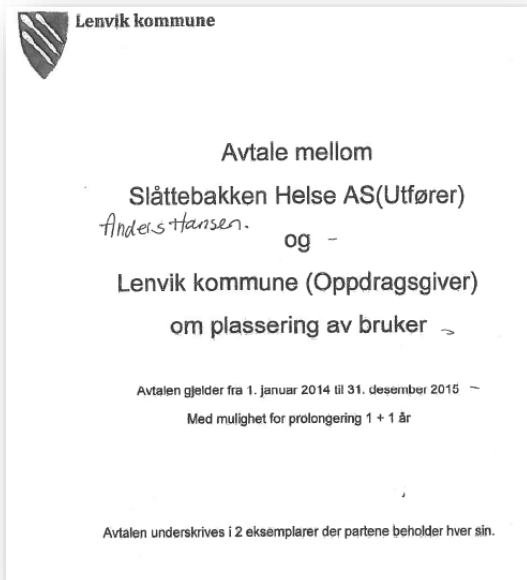 Lenvik kommune
Avtale mellom
Slåttebakken Helse AS(Utfører)
Anders Hansen.
og -
Lenvik kommune (Oppdragsgiver)
om plassering av bruker
Avtalen gjelder fra 1. januar 2014 til 31. desember 2015 -
Med mulighet for prolongering 1 + 1 år
Avtalen underskrives i 2 eksemplarer der partene beholder hver sin.